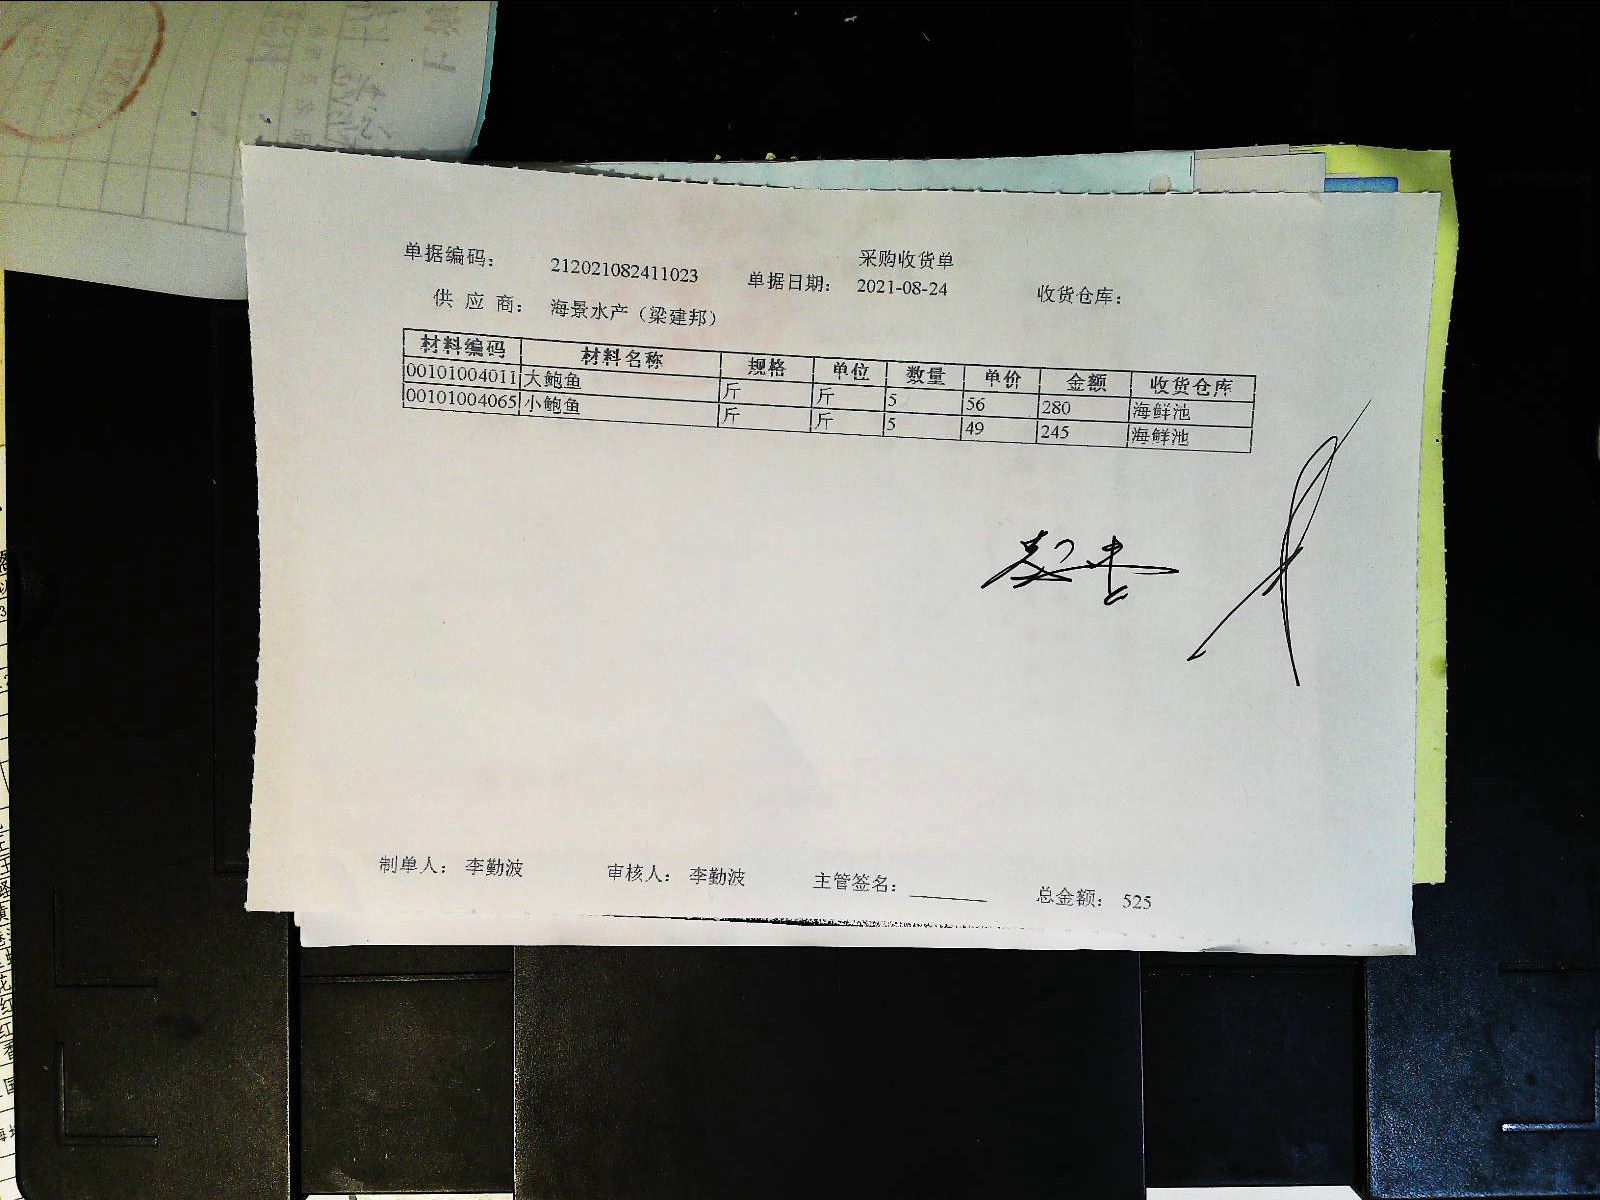 采购收货单
单据编码： 212021082411023 单据日期： 2021-08-24 收货仓库：
供 应 商： 海景水产（梁建邦）
材料编码 材料名称 规格 单位 数量 单价 金额 收货仓库
00101004011 大鲍鱼 斤 斤 5 56 280 海鲜池
00101004065 小鲍鱼 斤 斤 5 49 245 海鲜池
制单人： 李勤波 审核人： 李勤波 主管签名： 总金额： 525